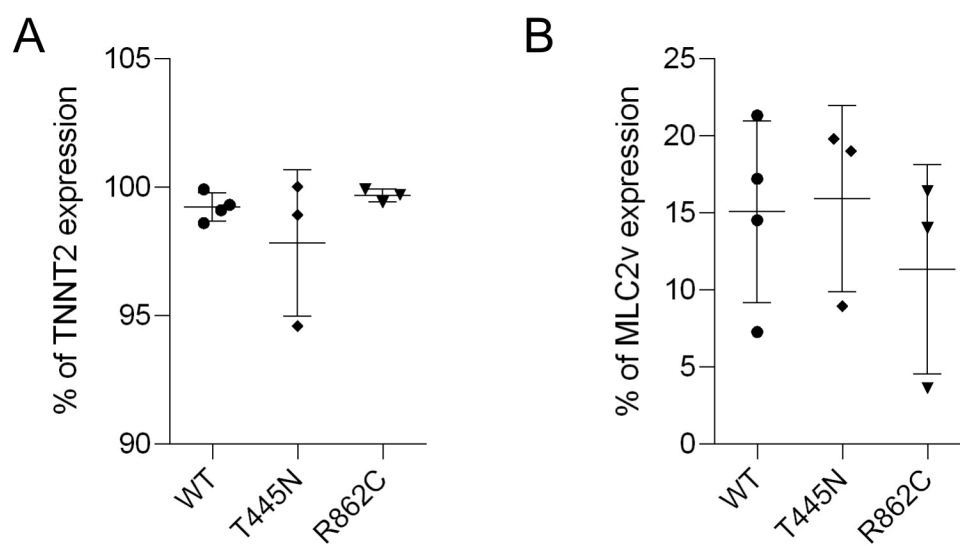 A
% of TNNT2 expression
105
100
95
90
WT
T445N
R862C
B
% of MLC2v expression
25
20
15
10
5
0
WT
T445N
R862C